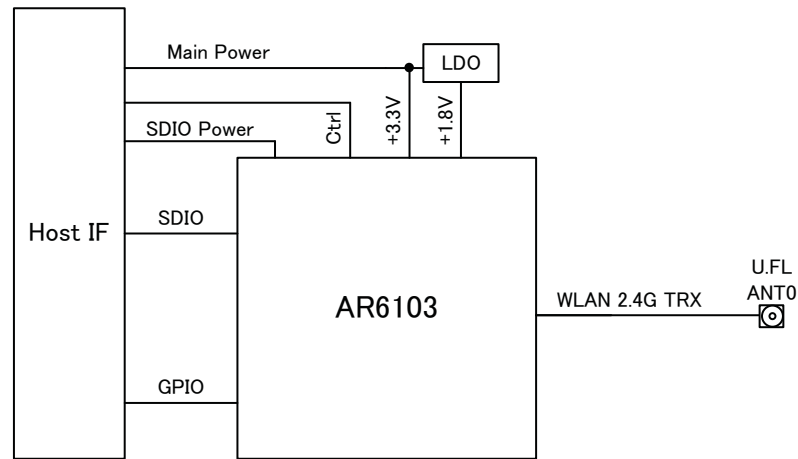 Main Power
LDO
SDIO Power
Ctrl
+3.3V
+1.8V
Host IF
SDIO
AR6103
U.FL
ANT0
WLAN 2.4G TRX
GPIO